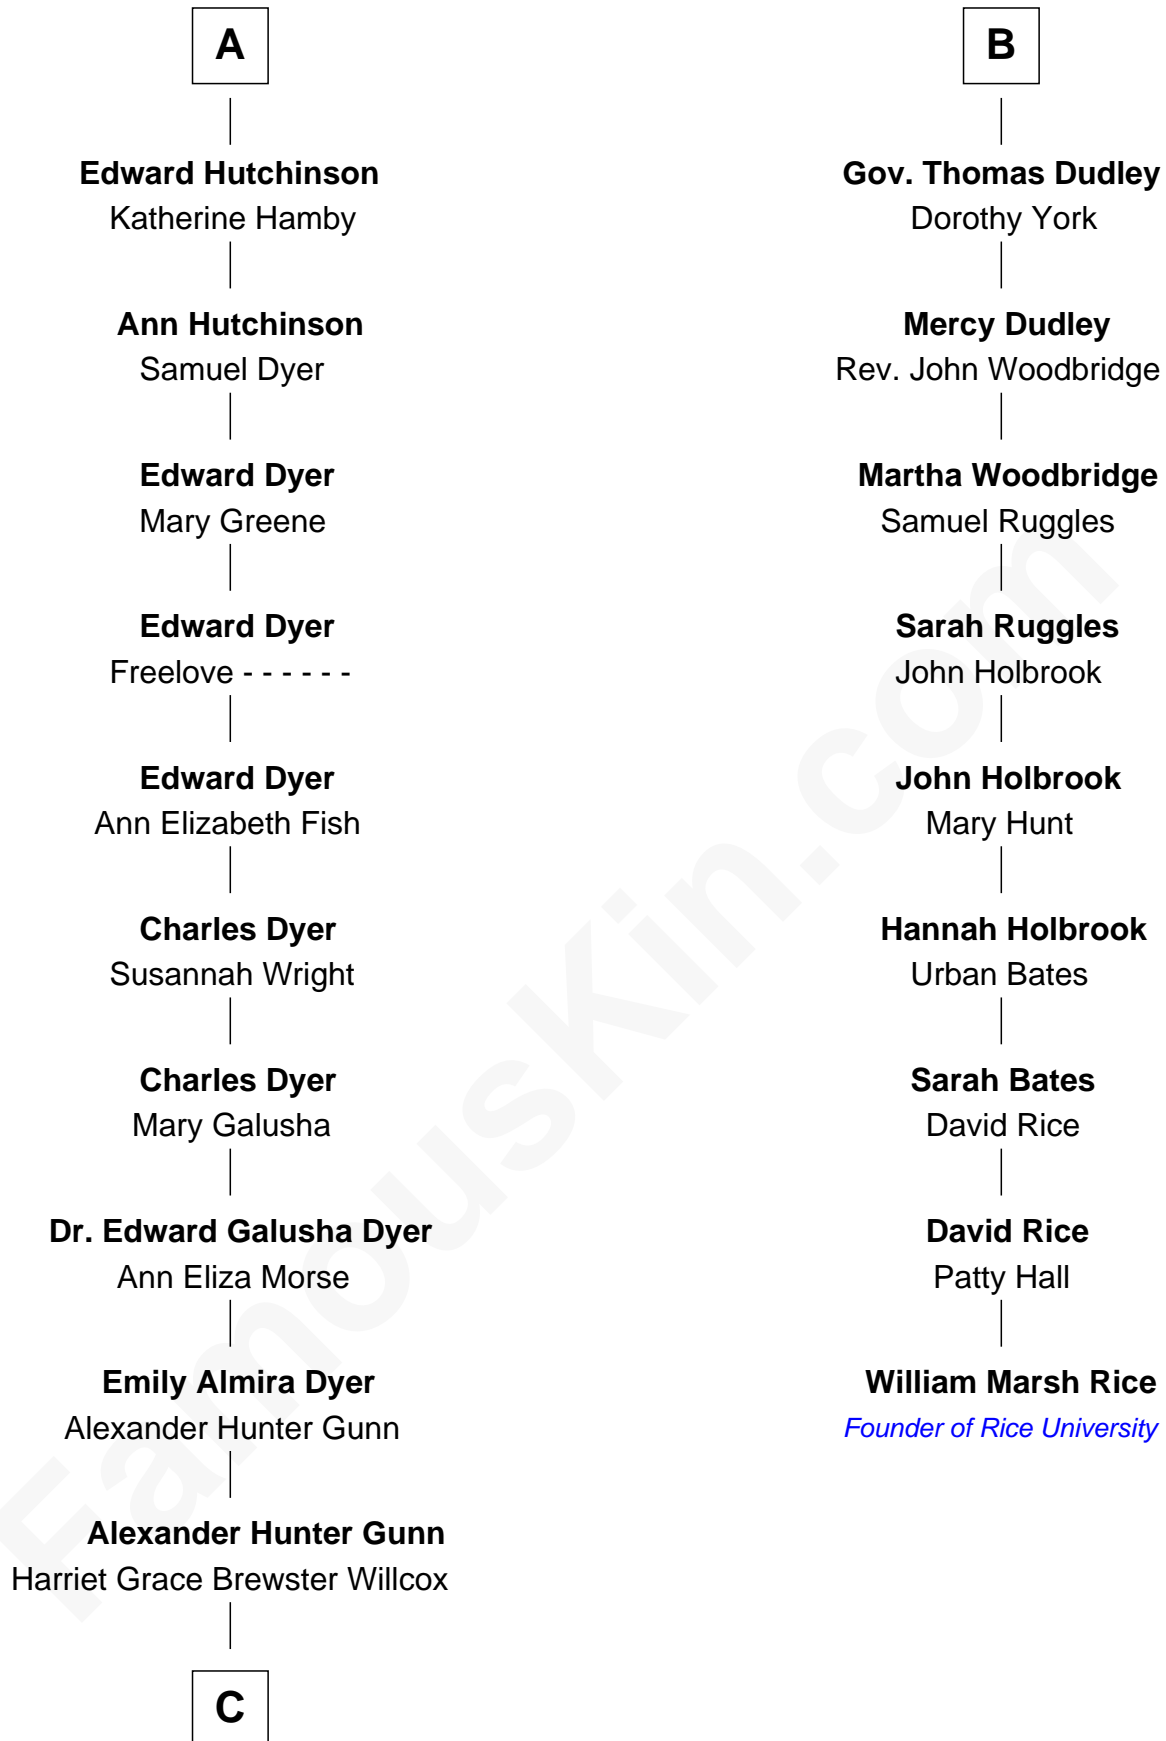 A
Edward Hutchinson
Katherine Hamby
Ann Hutchinson
Samuel Dyer
Edward Dyer
Mary Greene
Edward Dyer
Freelove - - - - - -
Edward Dyer
Ann Elizabeth Fish
Charles Dyer
Susannah Wright
Charles Dyer
Mary Galusha
Dr. Edward Galusha Dyer
Ann Eliza Morse
Emily Almira Dyer
Alexander Hunter Gunn
Alexander Hunter Gunn
Harriet Grace Brewster Willcox
C
B
Gov. Thomas Dudley
Dorothy York
Mercy Dudley
Rev. John Woodbridge
Martha Woodbridge
Samuel Ruggles
Sarah Ruggles
John Holbrook
John Holbrook
Mary Hunt
Hannah Holbrook
Urban Bates
Sarah Bates
David Rice
David Rice
Patty Hall
William Marsh Rice
Founder of Rice University
FamousKin.com